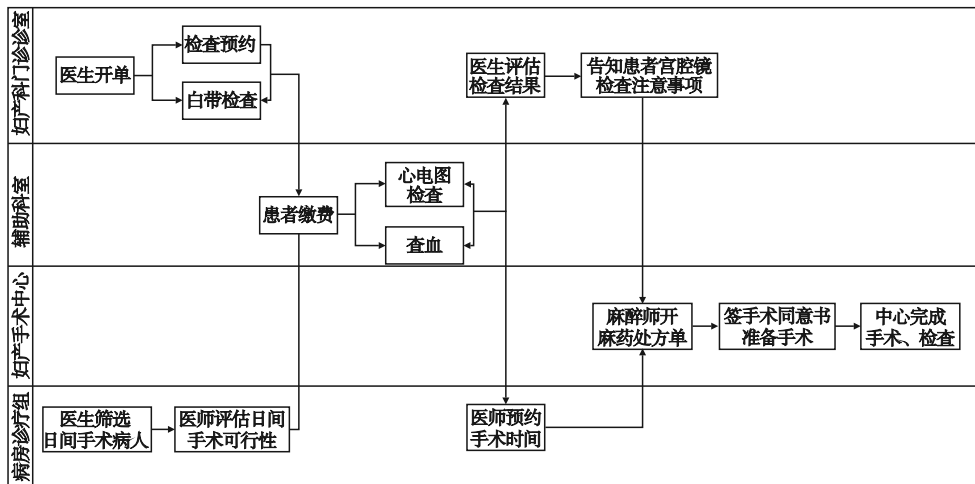 妇产科门诊诊室
医生开单
检查预约
白带检查
医生评估
检查结果
告知患者宫腔镜
检查注意事项
辅助科室
患者缴费
心电图
检查
查血
妇产手术中心
麻醉师开
麻药处方单
签手术同意书
准备手术
中心完成
手术、检查
病房诊疗组
医生筛选
日间手术病人
医师评估日间
手术可行性
医师预约
手术时间